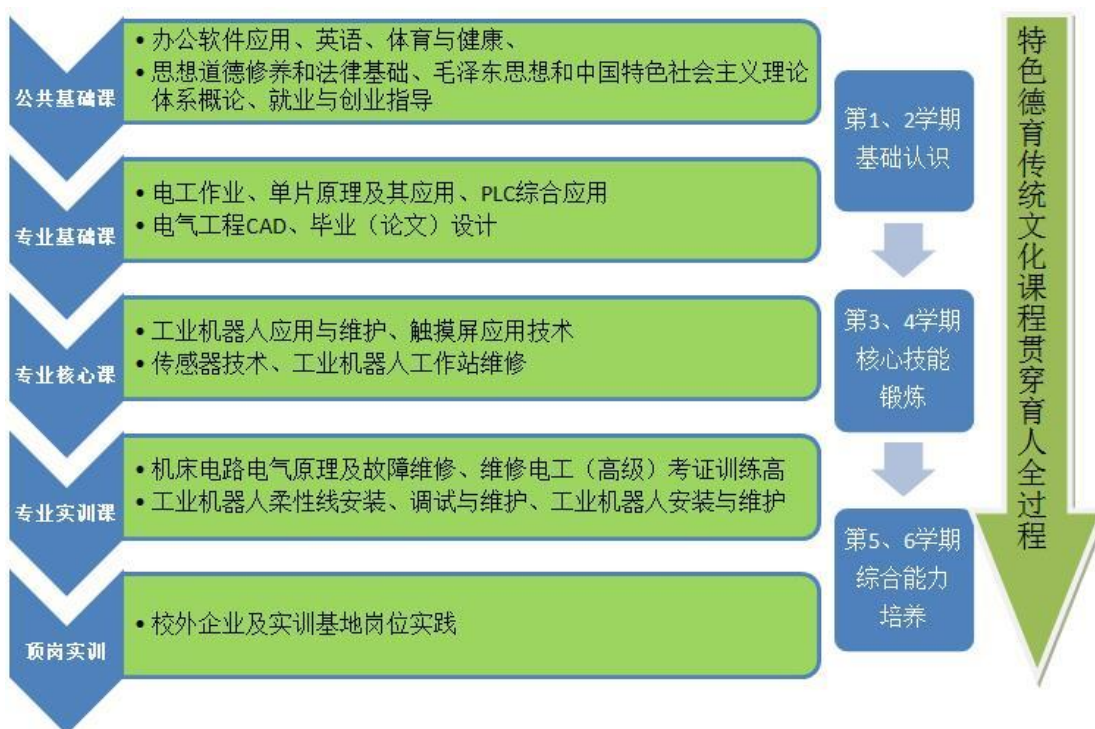 公共基础课
• 办公软件应用、英语、体育与健康、
• 思想道德修养和法律基础、毛泽东思想和中国特色社会主义理论
体系概论、就业与创业指导
专业基础课
• 电工作业、单片原理及其应用、PLC综合应用
• 电气工程CAD、毕业（论文）设计
专业核心课
• 工业机器人应用与维护、触摸屏应用技术
• 传感器技术、工业机器人工作站维修
专业实训课
• 机床电路电气原理及故障维修、维修电工（高级）考证训练高
• 工业机器人柔性线安装、调试与维护、工业机器人安装与维护
顶岗实训
• 校外企业及实训基地岗位实践
第1、2学期
基础认识
第3、4学期
核心技能
锻炼
第5、6学期
综合能力
培养
特色德育传统文化课程贯穿育人全过程